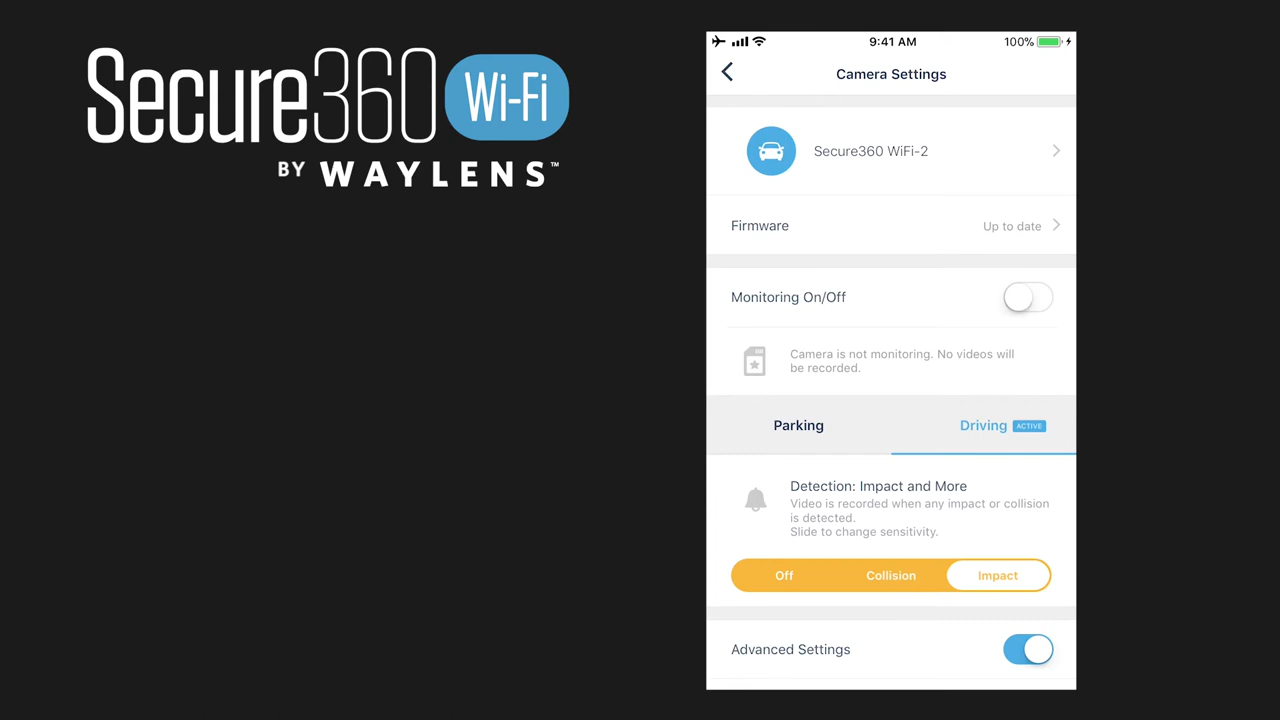 Secure360 Wi-Fi
BY WAYLENS™
9:41 AM
100%
Camera Settings
Secure360 WiFi-2
Firmware
Up to date
Monitoring On/Off
Camera is not monitoring. No videos will
be recorded.
Parking
Driving ACTIVE
Detection: Impact and More
Video is recorded when any impact or collision
is detected.
Slide to change sensitivity.
Off
Collision
Impact
Advanced Settings